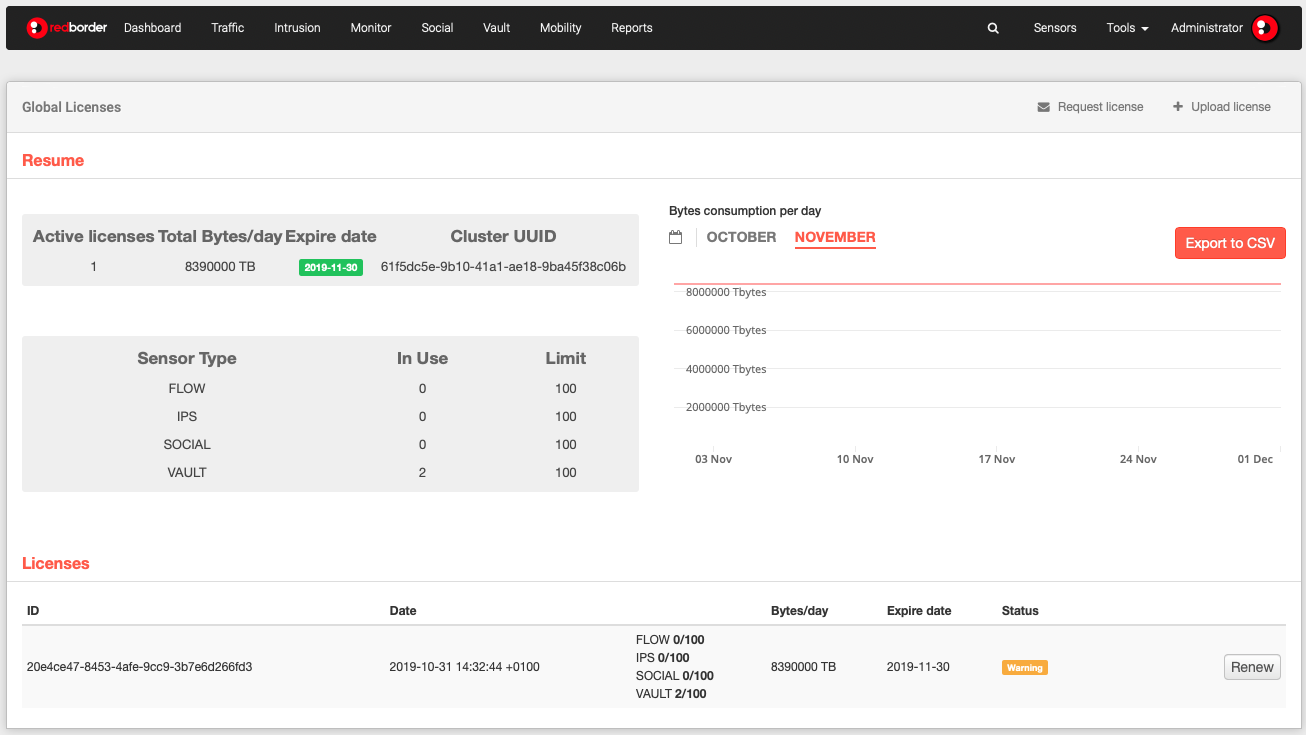 redborder Dashboard Traffic Intrusion Monitor Social Vault Mobility Reports Sensors Tools Administrator
Global Licenses Request license Upload license
Resume
Active licenses Total Bytes/day Expire date Cluster UUID
1 8390000 TB 2019-11-30 61f5dc5e-9b10-41a1-ae18-9ba45f38c06b
Sensor Type In Use Limit
FLOW 0 100
IPS 0 100
SOCIAL 0 100
VAULT 2 100
Bytes consumption per day
OCTOBER NOVEMBER
Export to CSV
8000000 Tbytes
6000000 Tbytes
4000000 Tbytes
2000000 Tbytes
03 Nov 10 Nov 17 Nov 24 Nov 01 Dec
Licenses
ID Date Bytes/day Expire date Status
20e4ce47-8453-4afe-9cc9-3b7e6d266fd3 2019-10-31 14:32:44 +0100
FLOW 0/100
IPS 0/100
SOCIAL 0/100
VAULT 2/100
8390000 TB 2019-11-30 Warning Renew